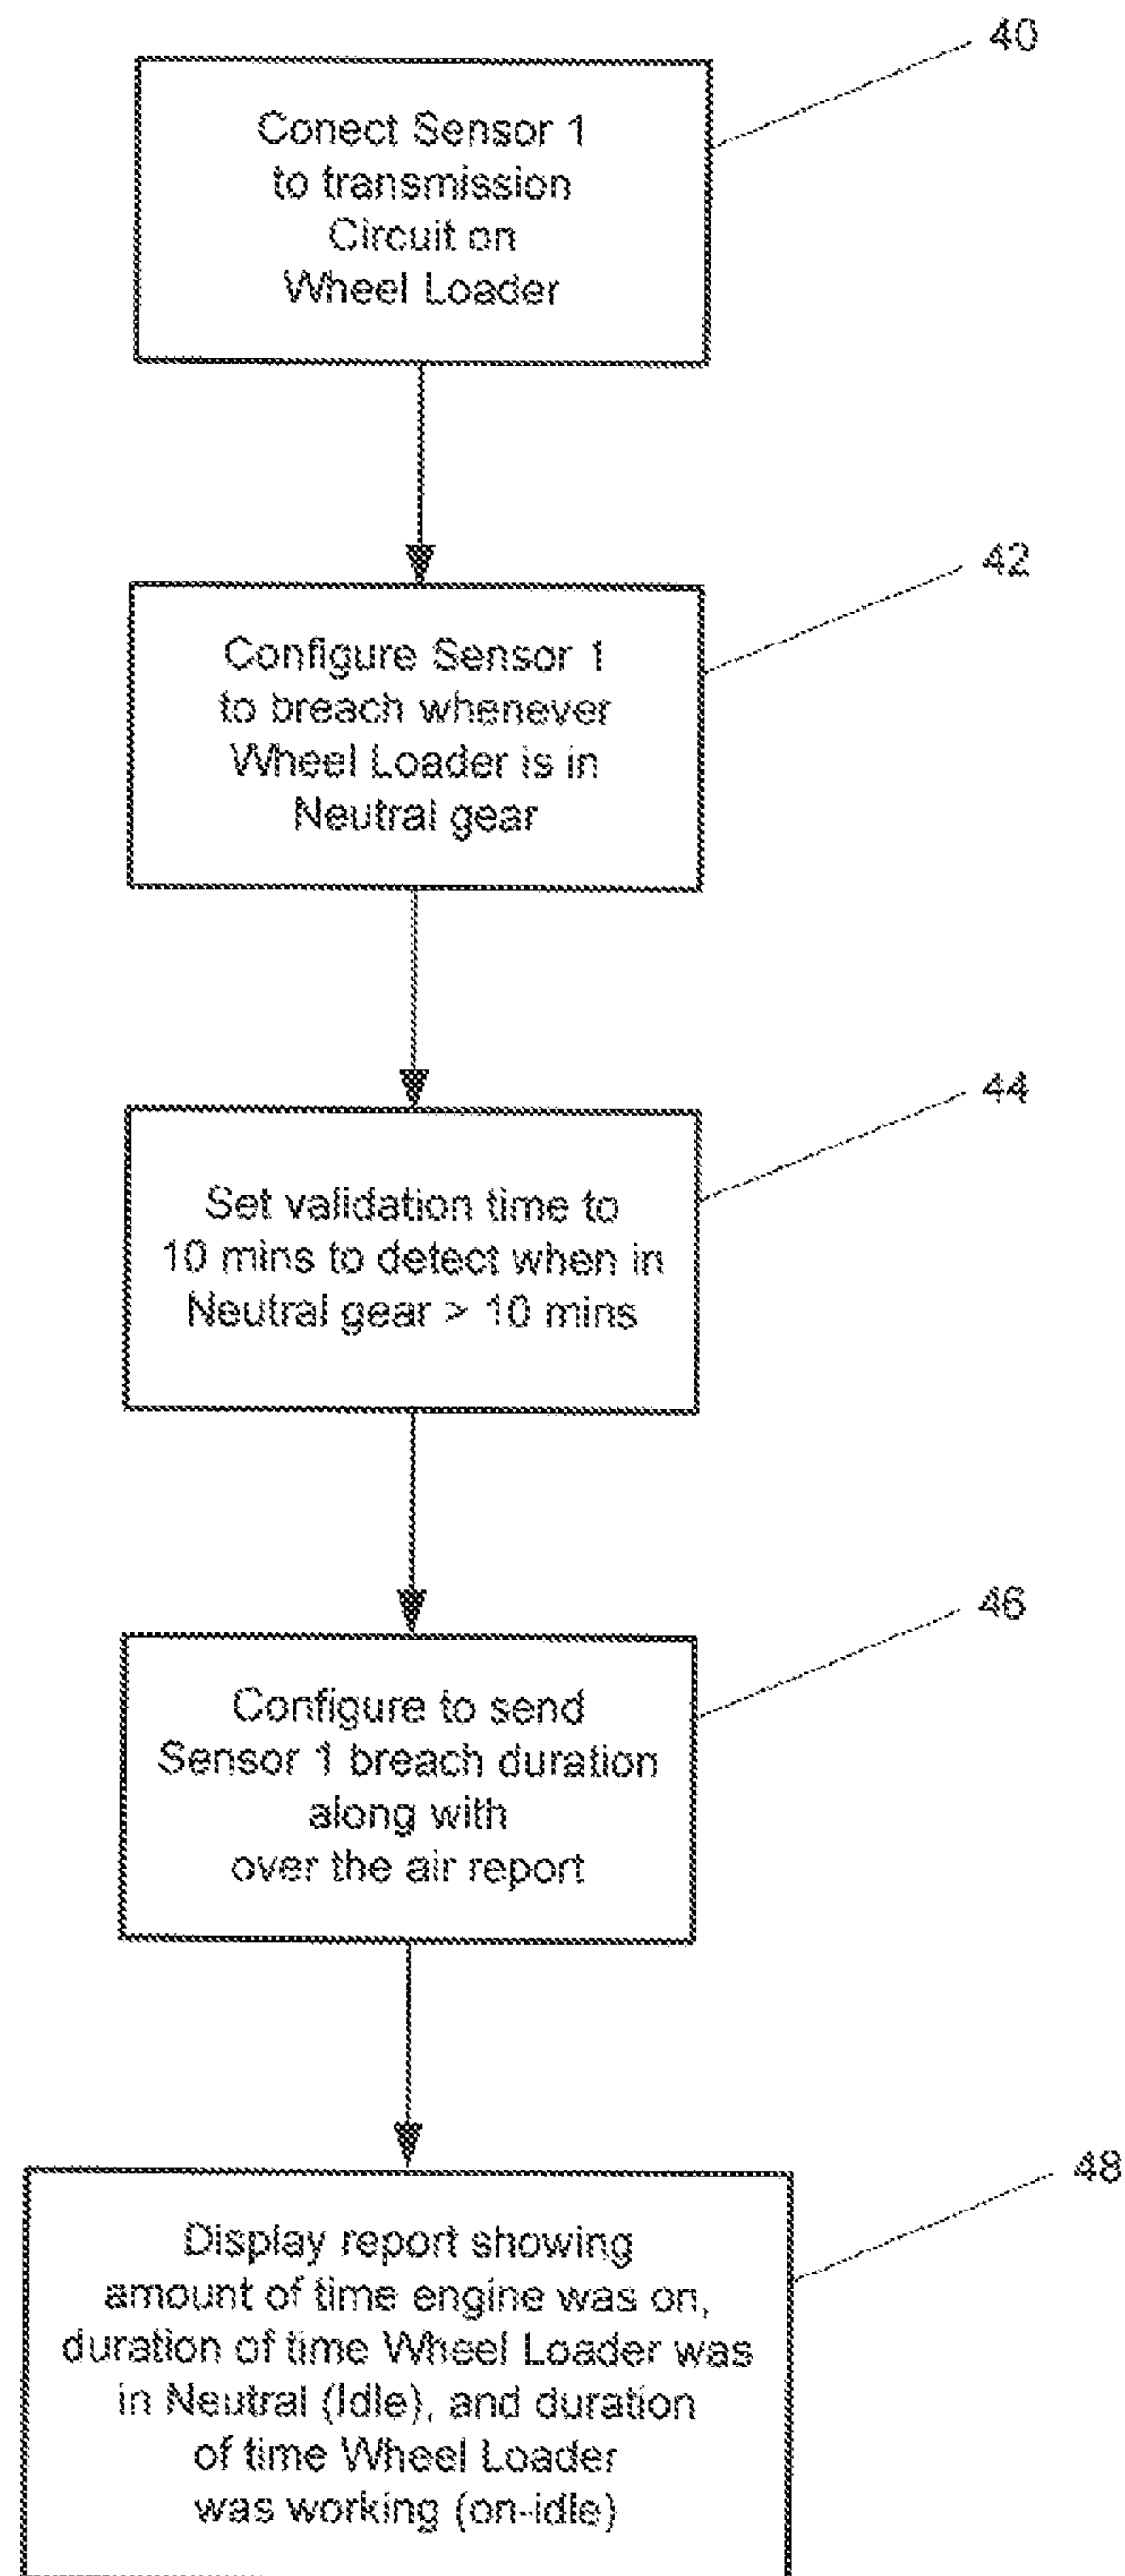 40
Conect Sensor 1
to transmission
Circuit on
Wheel Loader
42
Configure Sensor 1
to breach whenever
Wheel Loader is in
Neutral gear
44
Set validation time to
10 mins to detect when in
Neutral gear > 10 mins
46
Configure to send
Sensor 1 breach duration
along with
over the air report
48
Display report showing
amount of time engine was on,
duration of time Wheel Loader was
in Neutral (Idle), and duration
of time Wheel Loader
was working (on-idle)